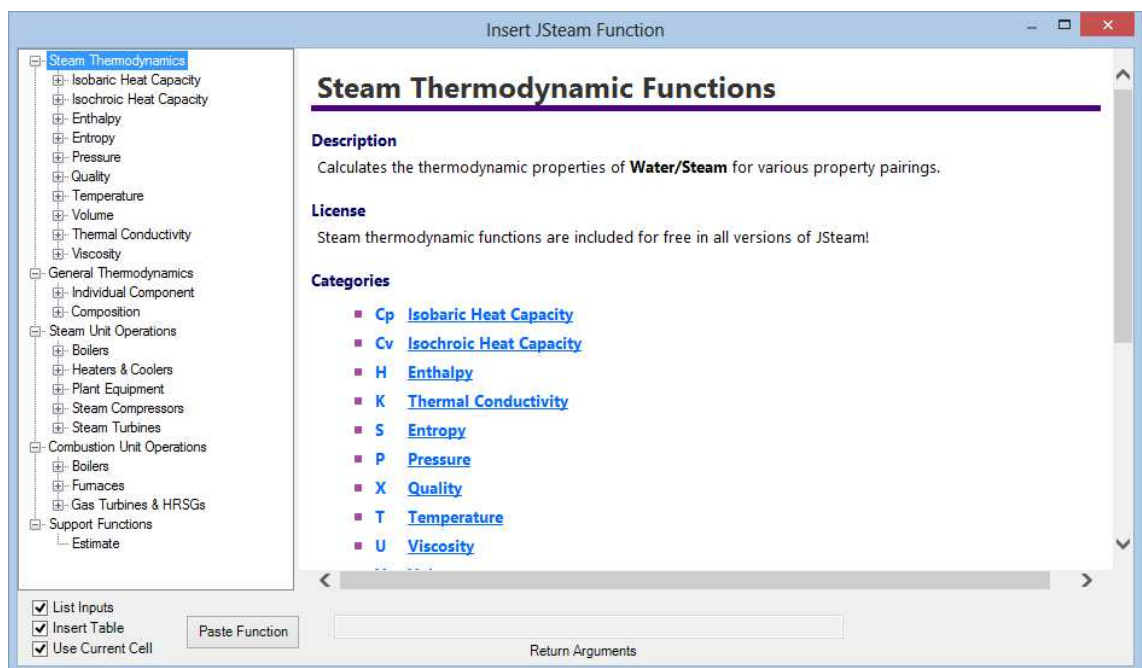 Insert JSteam Function
Steam Thermodynamics
Isobaric Heat Capacity
Isochroic Heat Capacity
Enthalpy
Entropy
Pressure
Quality
Temperature
Volume
Thermal Conductivity
Viscosity
General Thermodynamics
Individual Component
Composition
Steam Unit Operations
Boilers
Heaters & Coolers
Plant Equipment
Steam Compressors
Steam Turbines
Combustion Unit Operations
Boilers
Furnaces
Gas Turbines & HRSGs
Support Functions
Estimate
Steam Thermodynamic Functions
Description
Calculates the thermodynamic properties of Water/Steam for various property pairings.
License
Steam thermodynamic functions are included for free in all versions of JSteam!
Categories
Cp Isobaric Heat Capacity
Cv Isochroic Heat Capacity
H Enthalpy
K Thermal Conductivity
S Entropy
P Pressure
X Quality
T Temperature
U Viscosity
List Inputs
Insert Table
Use Current Cell
Paste Function
Return Arguments